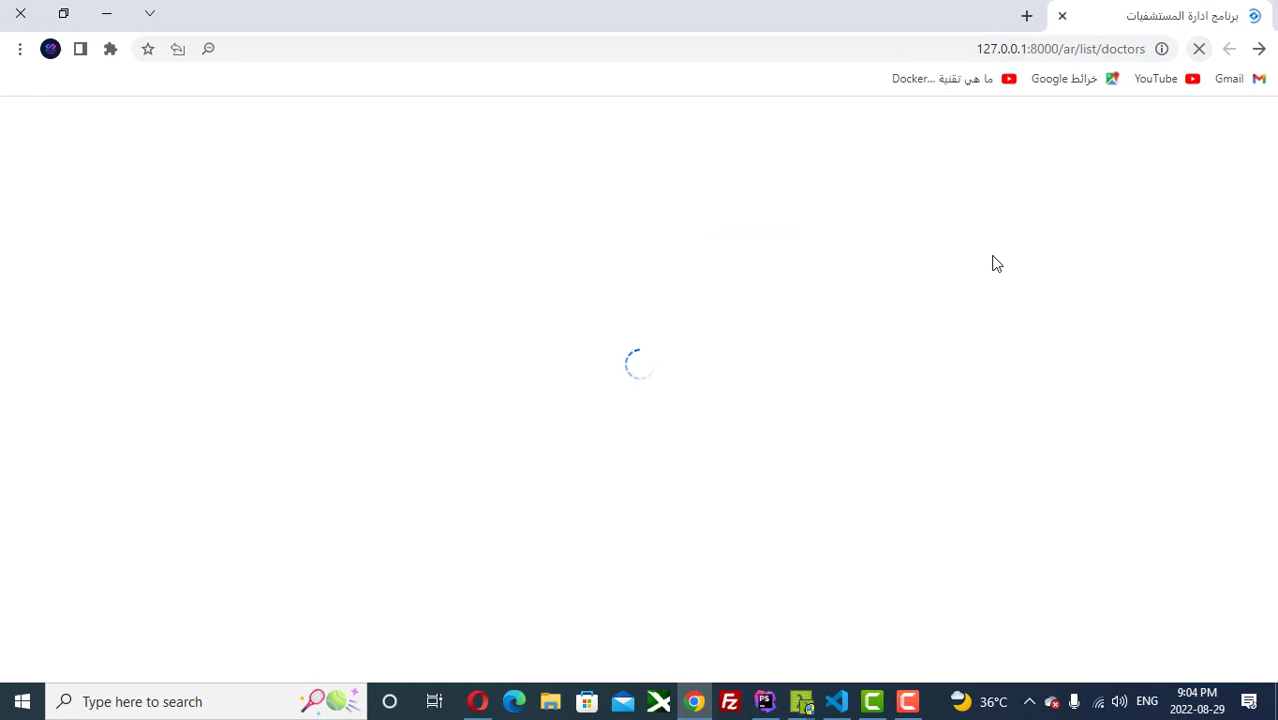 برنامج ادارة المستشفيات
127.0.0.1:8000/ar/list/doctors
Gmail
YouTube
خرائط Google
ما هي تقنية Docker...
Type here to search
PS
36°C
ENG
9:04 PM
2022-08-29